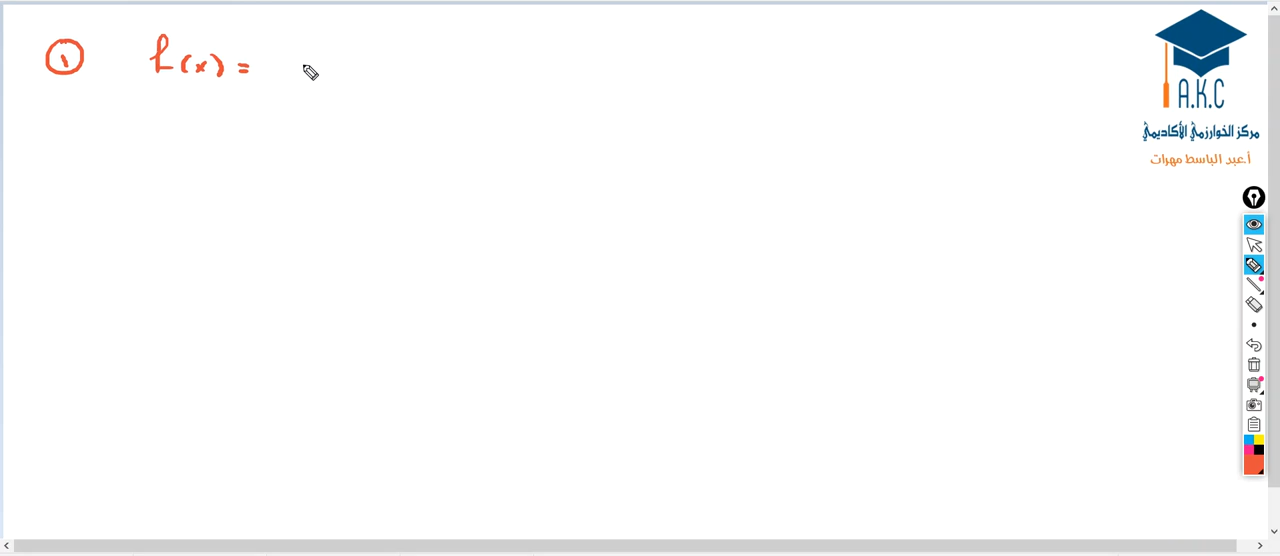 ① h(x) =
A.K.C
مركز الخوارزمي الأكاديمي
أ.عبد الباسط مهرات